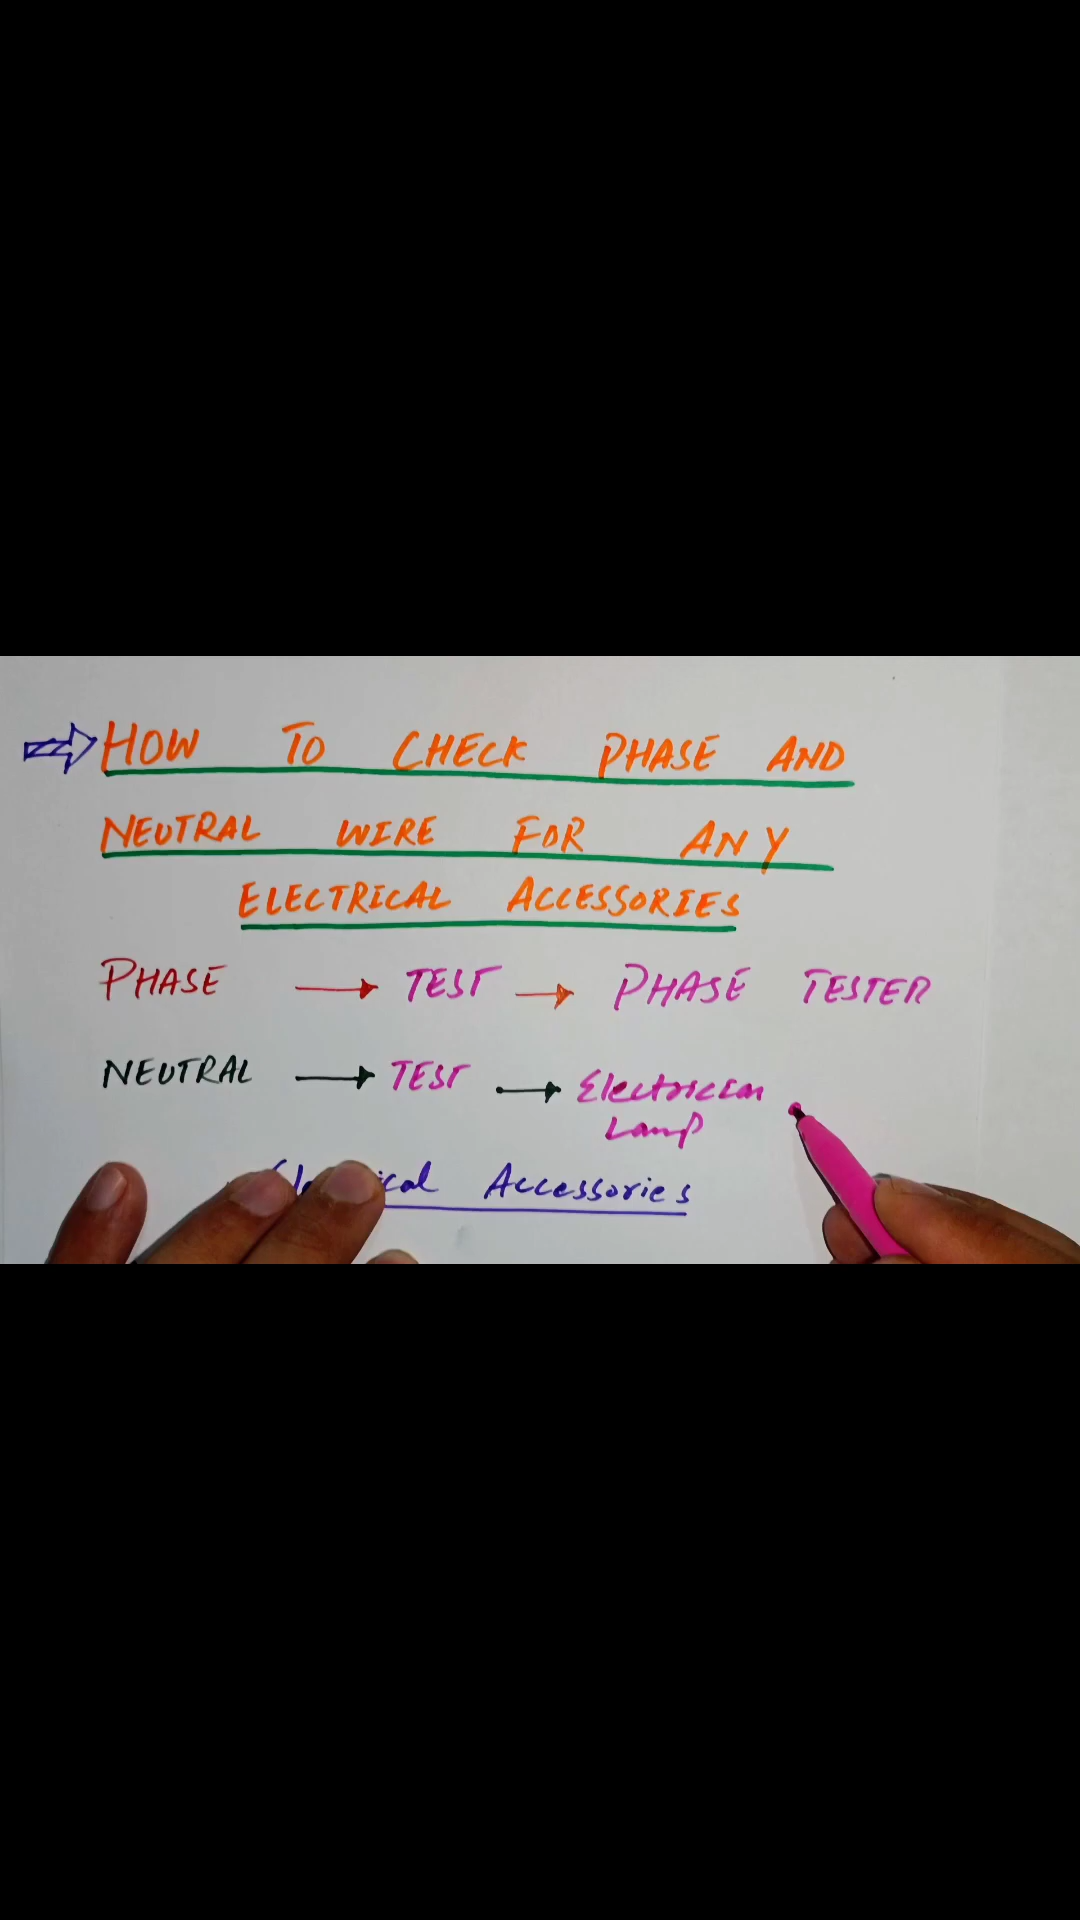 HOW TO CHECK PHASE AND
NEUTRAL WIRE FOR ANY
ELECTRICAL ACCESSORIES
PHASE → TEST → PHASE TESTER
NEUTRAL → TEST → Electrician
Lamp
Accessories